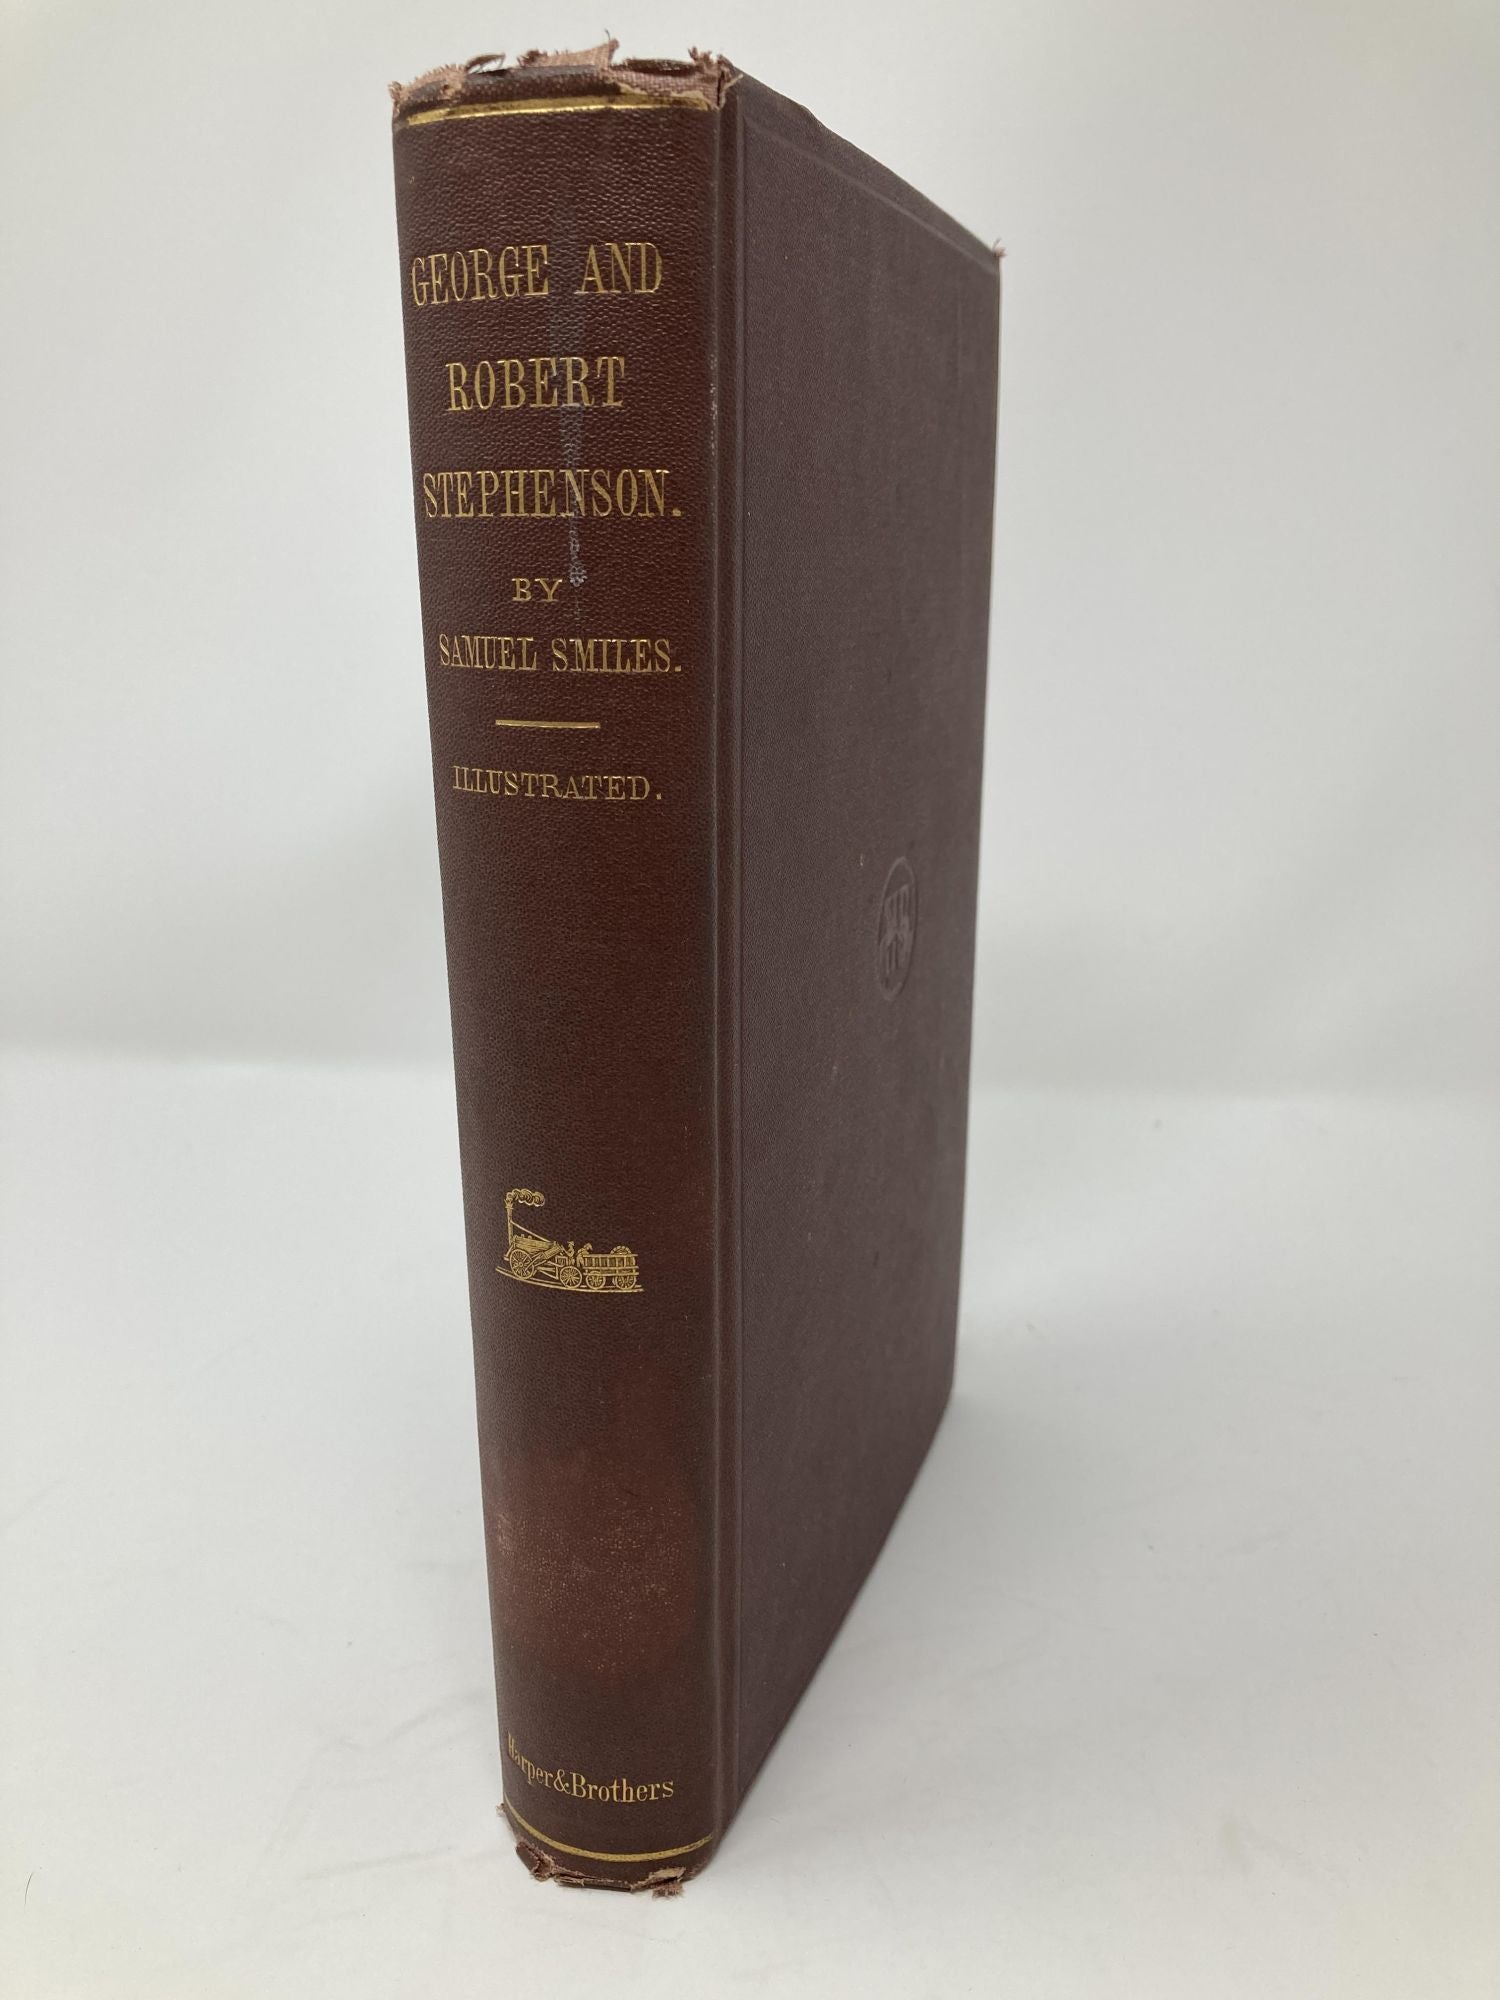 GEORGE AND
ROBERT
STEPHENSON.
BY
SAMUEL SMILES.
ILLUSTRATED.
Harper&Brothers